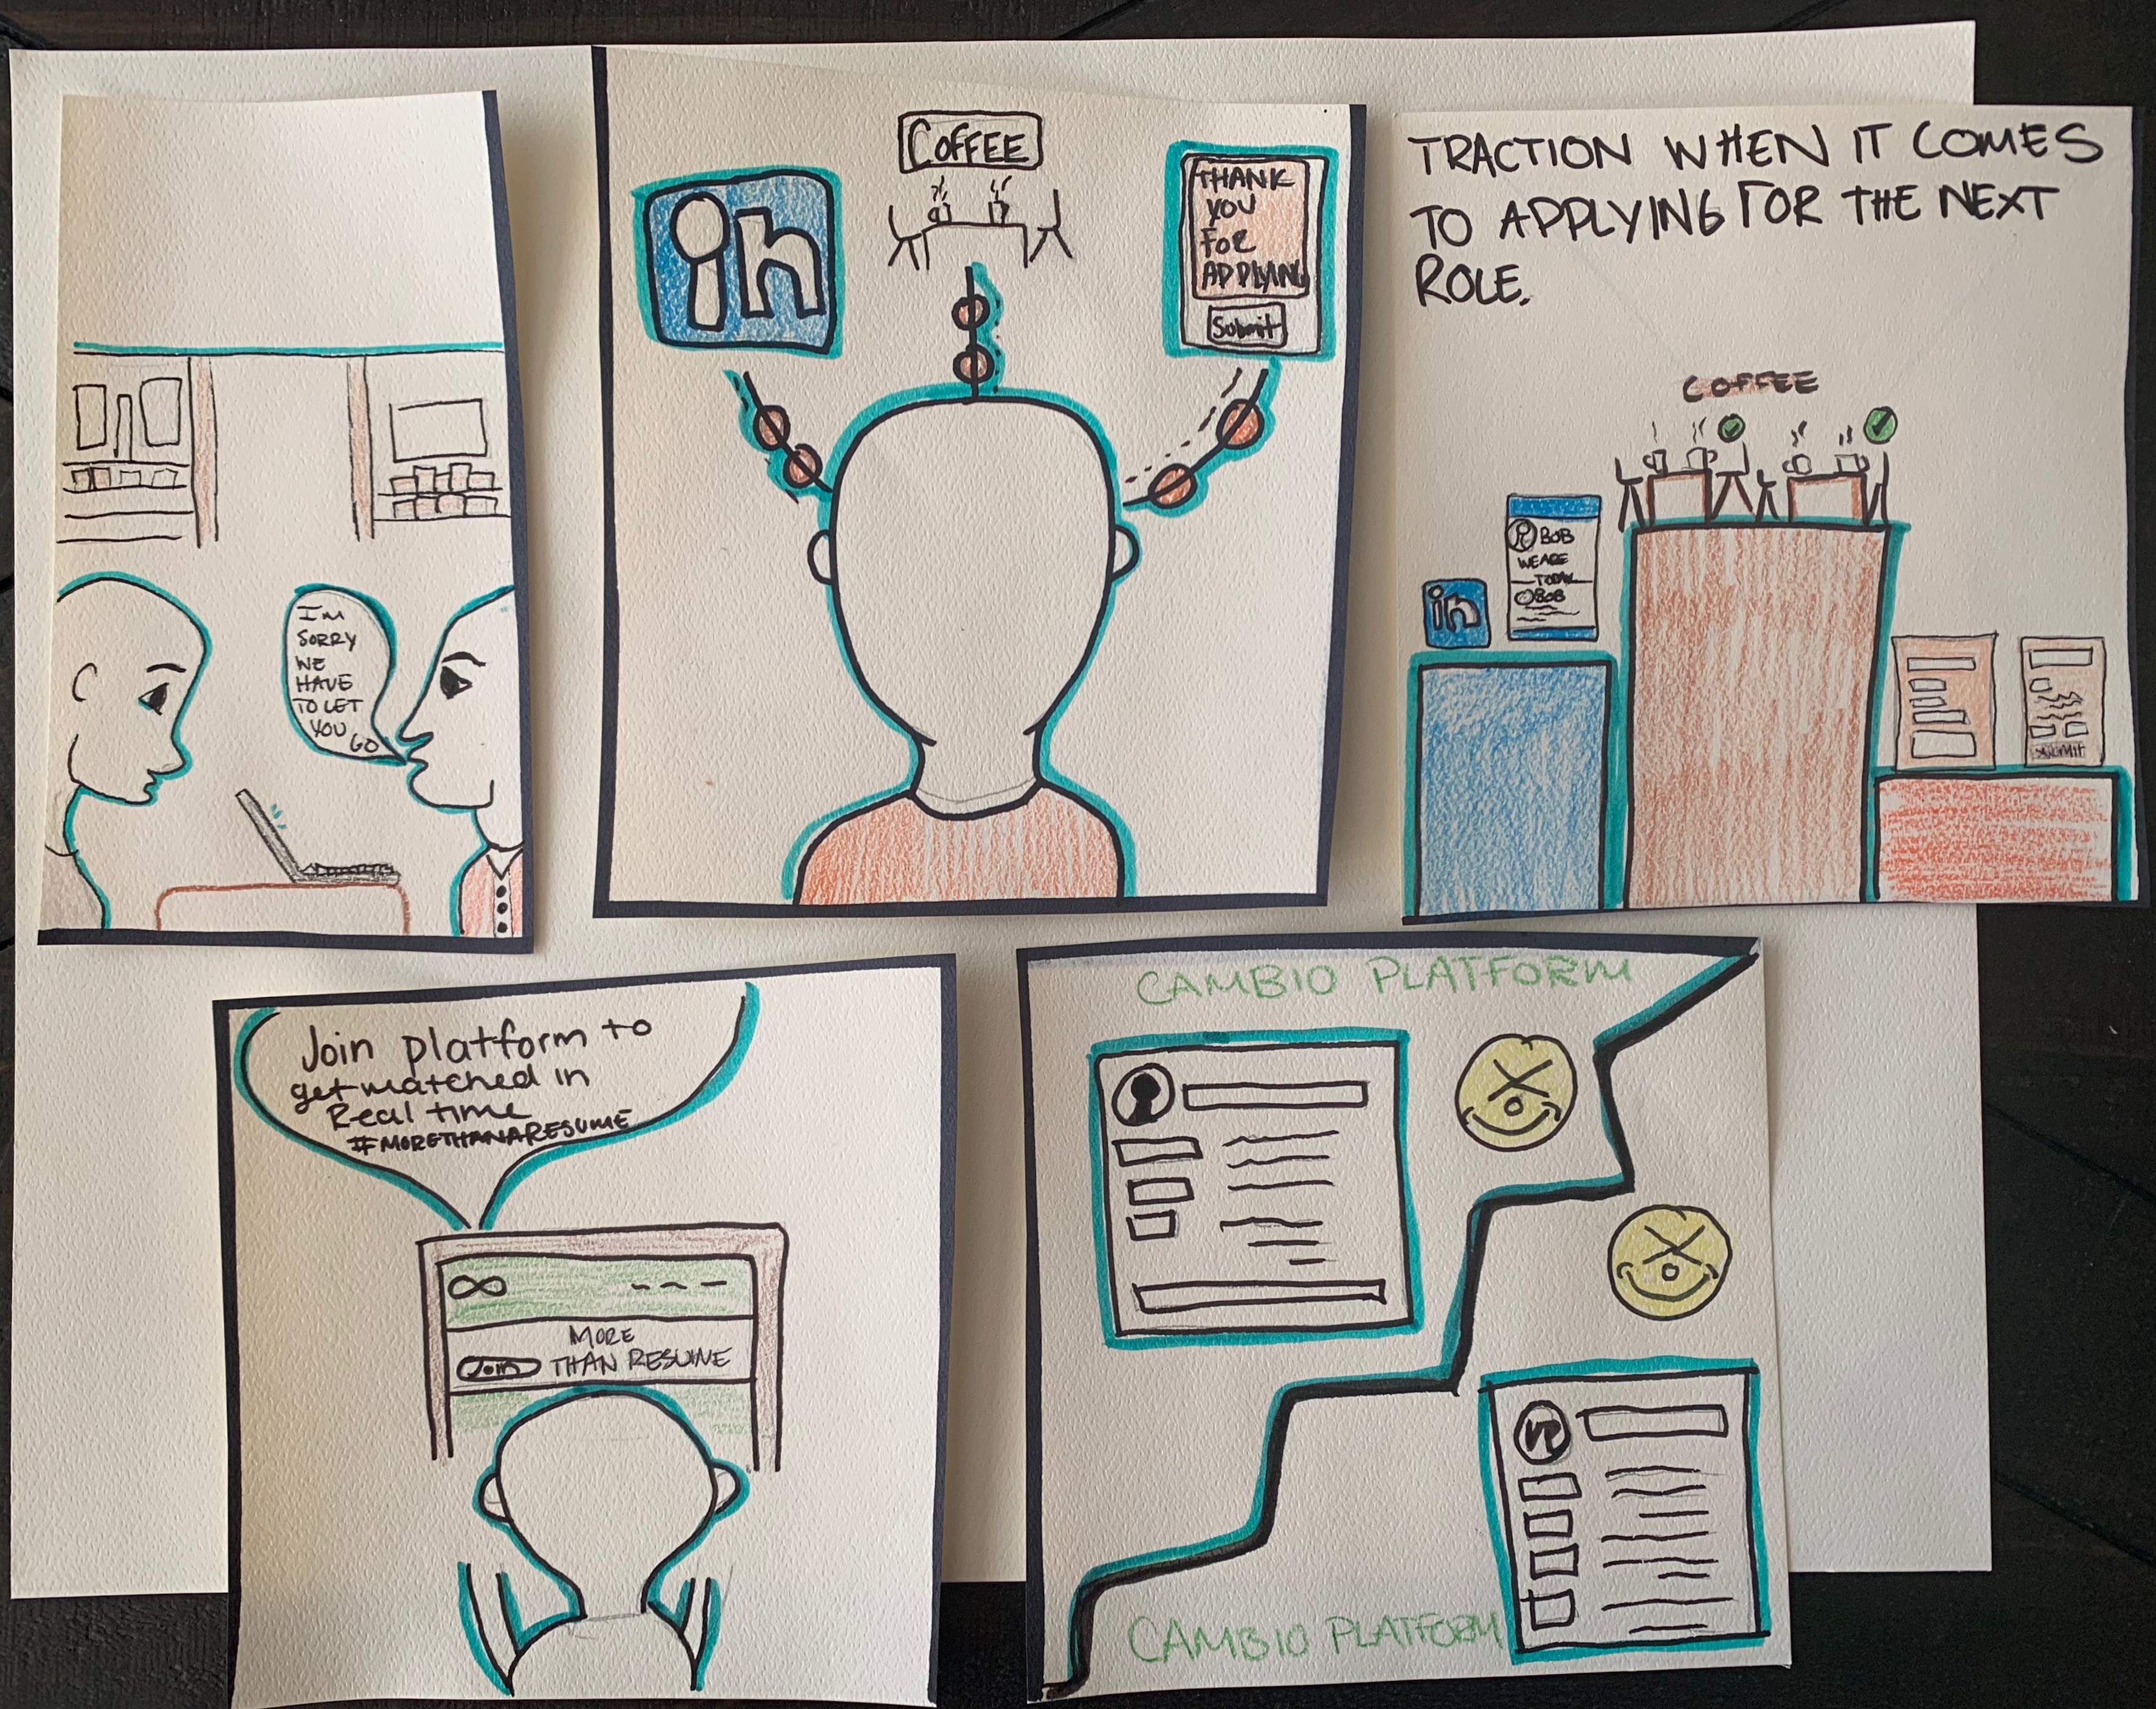 I'm
SORRY
WE
HAVE
TO LET
YOU
GO
in
COFFEE
THANK
YOU
FOR
APPLYING
Submit
TRACTION WHEN IT COMES
TO APPLYING FOR THE NEXT
ROLE.
COFFEE
in
BOB
WE ARE
TODAY
BOB
SUBMIT
Join platform to
get matched in
Real time
#MORETHANARESUME
MORE
Join THAN RESUME
CAMBIO PLATFORM
VP
CAMBIO PLATFORM